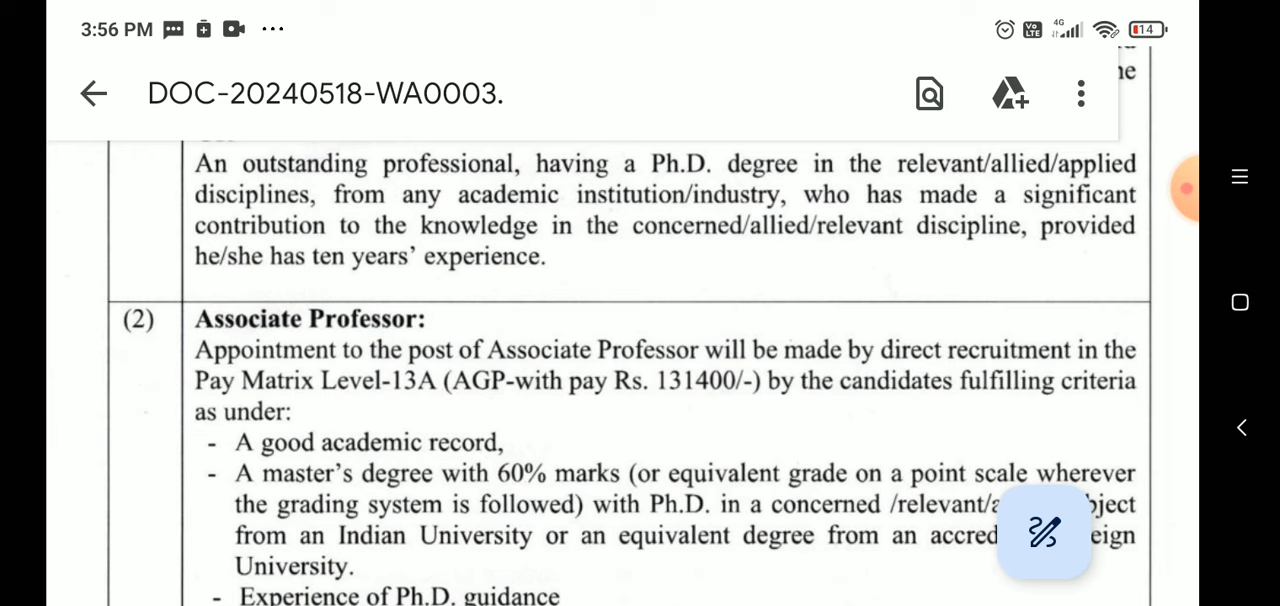 3:56 PM ...
Vo LTE 4G 14
DOC-20240518-WA0003.
An outstanding professional, having a Ph.D. degree in the relevant/allied/applied
disciplines, from any academic institution/industry, who has made a significant
contribution to the knowledge in the concerned/allied/relevant discipline, provided
he/she has ten years' experience.
(2) Associate Professor:
Appointment to the post of Associate Professor will be made by direct recruitment in the
Pay Matrix Level-13A (AGP-with pay Rs. 131400/-) by the candidates fulfilling criteria
as under:
- A good academic record,
- A master's degree with 60% marks (or equivalent grade on a point scale wherever
the grading system is followed) with Ph.D. in a concerned /relevant/
from an Indian University or an equivalent degree from an
University.
- Experience of Ph.D. guidance